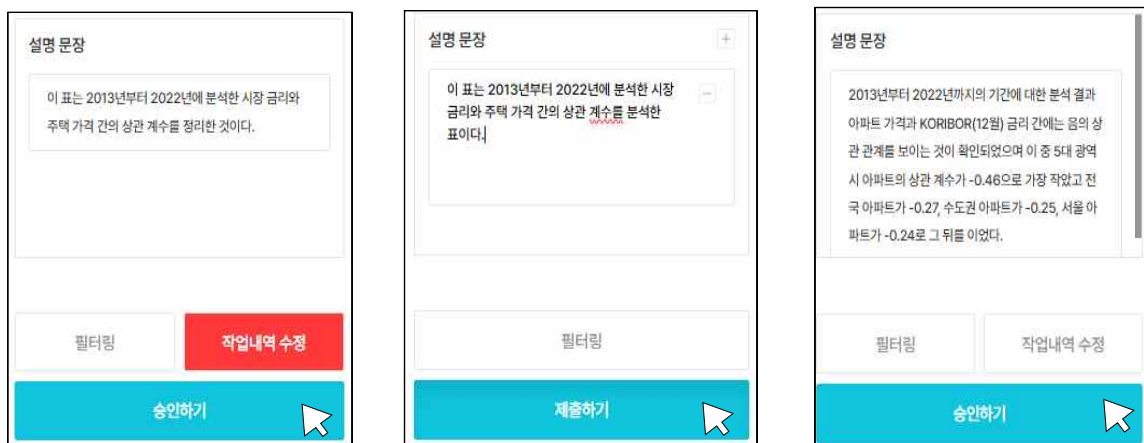 설명 문장
이 표는 2013년부터 2022년에 분석한 시장 금리와
주택 가격 간의 상관 계수를 정리한 것이다.
필터링
작업내역 수정
승인하기
설명 문장
이 표는 2013년부터 2022년에 분석한 시장
금리와 주택 가격 간의 상관 계수를 분석한
표이다.
필터링
제출하기
설명 문장
2013년부터 2022년까지의 기간에 대한 분석 결과
아파트 가격과 KORIBOR(12월) 금리 간에는 음의 상
관 관계를 보이는 것이 확인되었으며 이 중 5대 광역
시 아파트의 상관 계수가 -0.46으로 가장 작았고 전
국 아파트가 -0.27, 수도권 아파트가 -0.25, 서울 아
파트가 -0.24로 그 뒤를 이었다.
필터링
작업내역 수정
승인하기